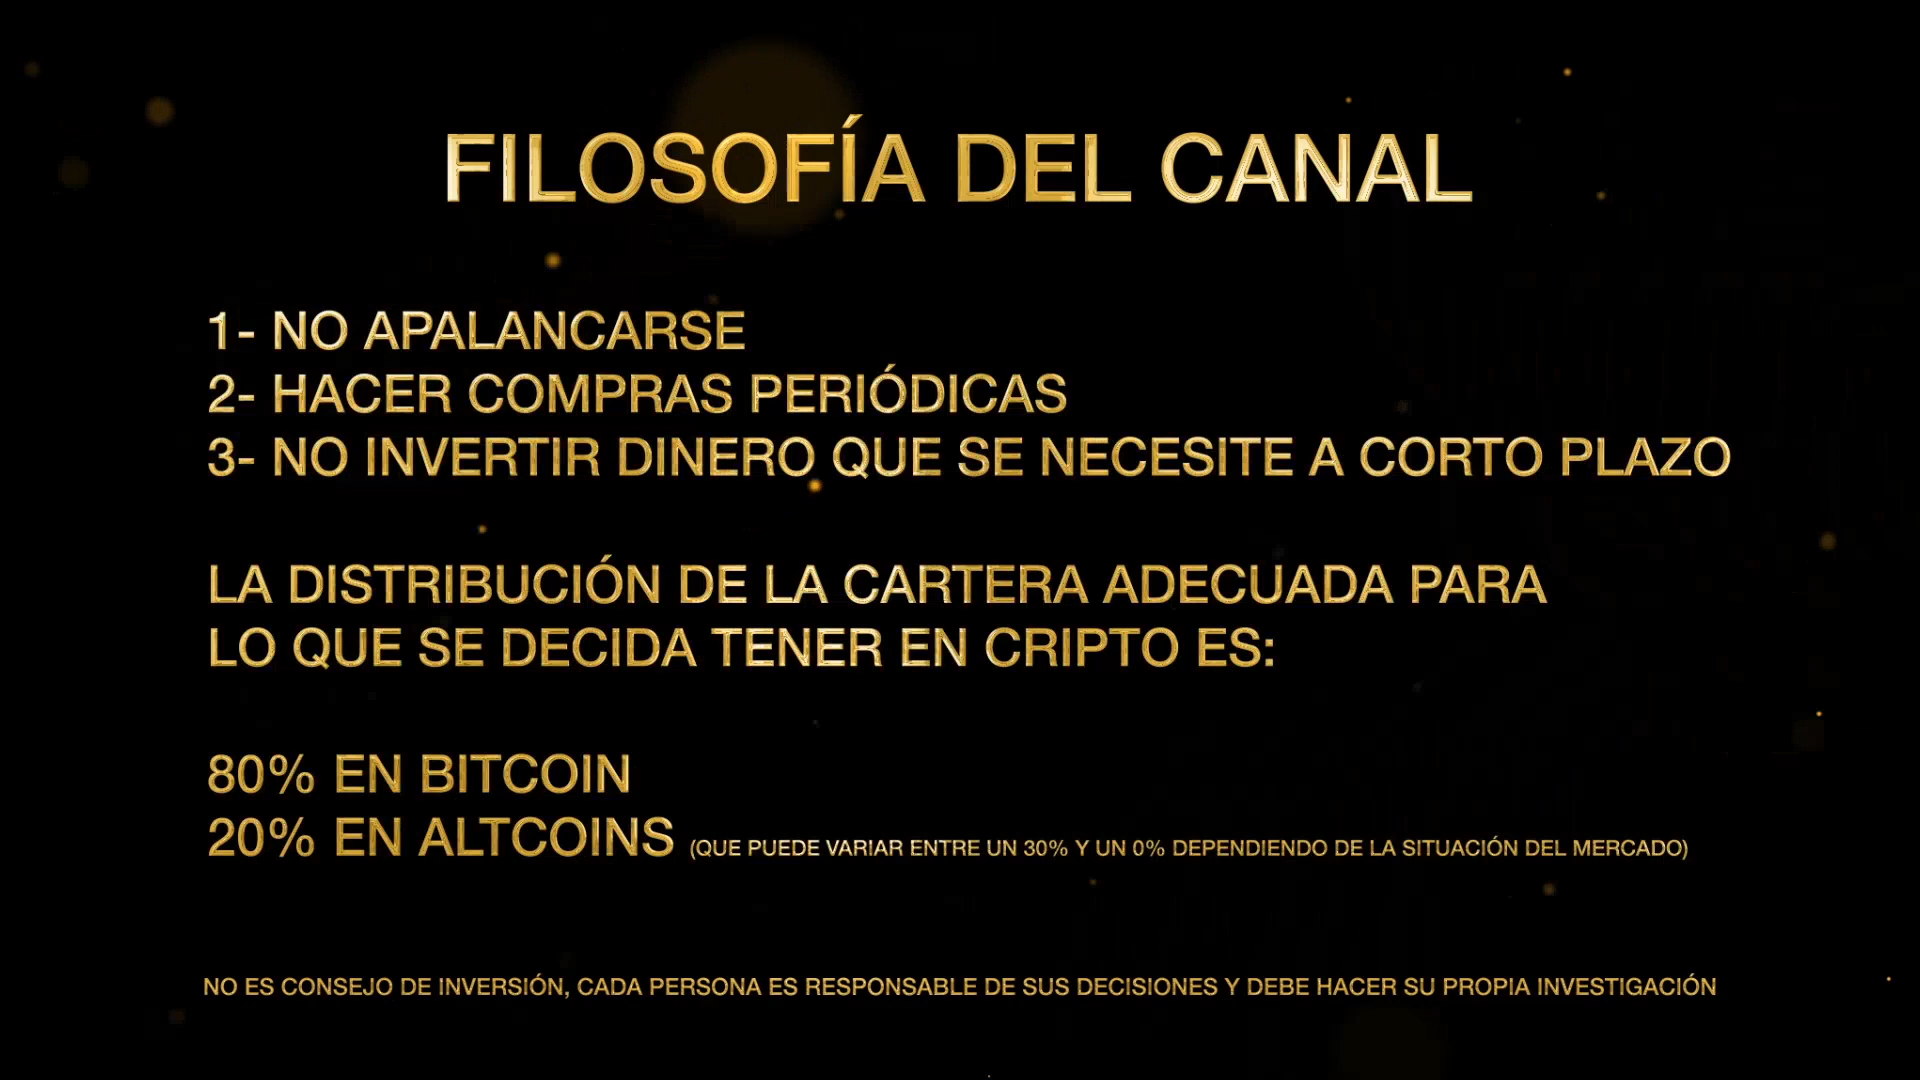 FILOSOFÍA DEL CANAL
1- NO APALANCARSE
2- HACER COMPRAS PERIÓDICAS
3- NO INVERTIR DINERO QUE SE NECESITE A CORTO PLAZO
LA DISTRIBUCIÓN DE LA CARTERA ADECUADA PARA
LO QUE SE DECIDA TENER EN CRIPTO ES:
80% EN BITCOIN
20% EN ALTCOINS (QUE PUEDE VARIAR ENTRE UN 30% Y UN 0% DEPENDIENDO DE LA SITUACIÓN DEL MERCADO)
NO ES CONSEJO DE INVERSIÓN, CADA PERSONA ES RESPONSABLE DE SUS DECISIONES Y DEBE HACER SU PROPIA INVESTIGACIÓN